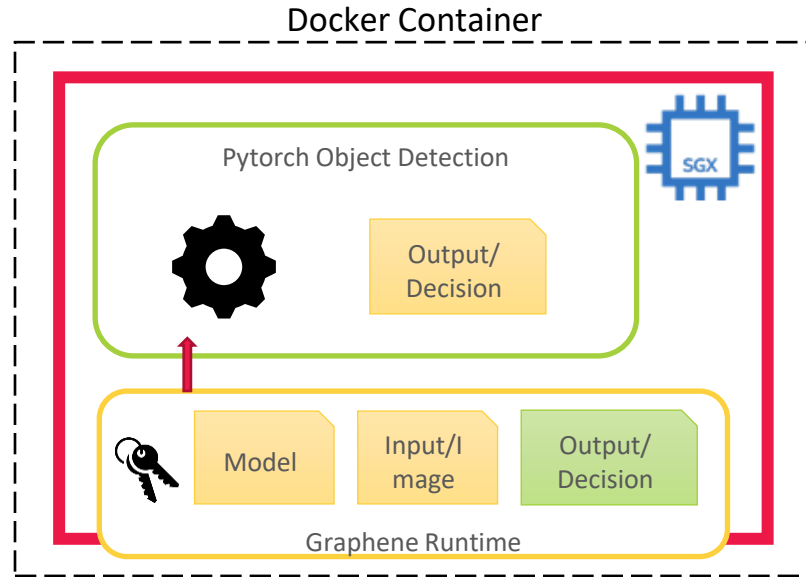 Docker Container
SGX
Pytorch Object Detection
Output/
Decision
Model
Input/I
mage
Output/
Decision
Graphene Runtime